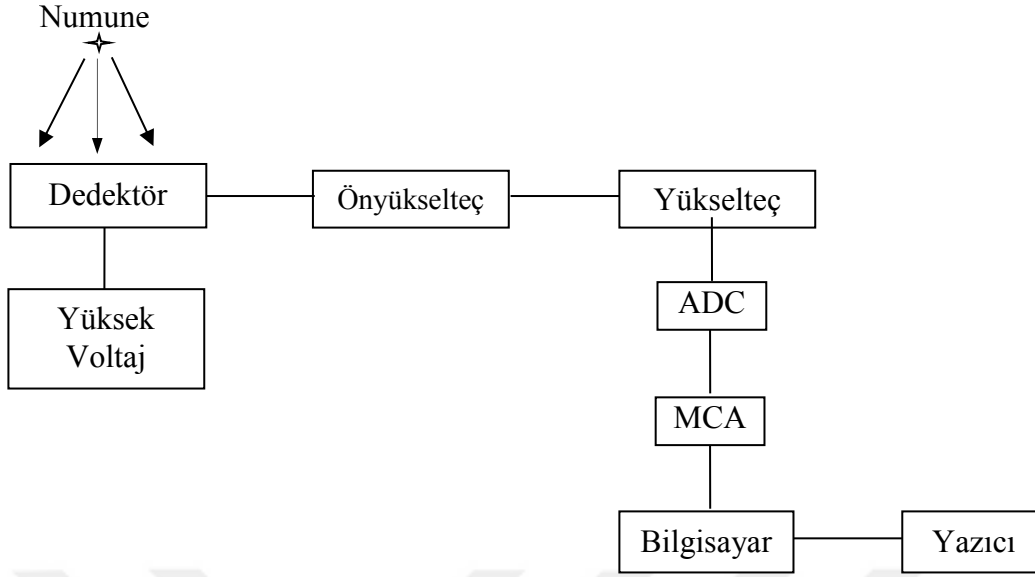 Numune
Dedektör
Önyükselteç
Yükselteç
Yüksek
Voltaj
ADC
MCA
Bilgisayar
Yazıcı